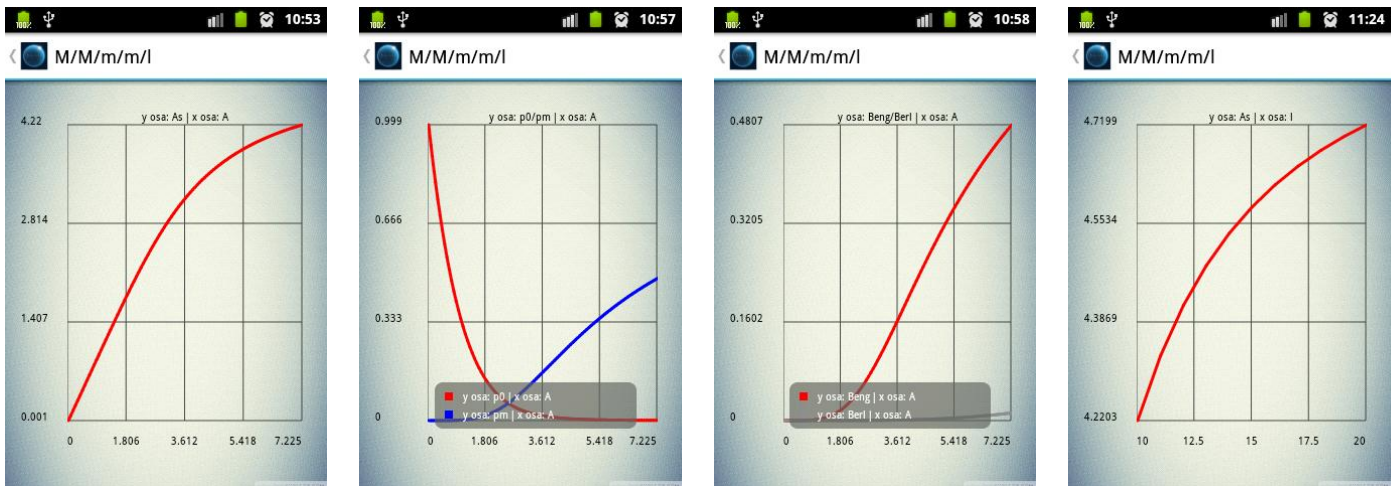 100% 10:53
M/M/m/m/l
y osa: As | x osa: A
4.22
2.814
1.407
0.001
0 1.806 3.612 5.418 7.225
100% 10:57
M/M/m/m/l
y osa: p0/pm | x osa: A
0.999
0.666
0.333
0
y osa: p0 | x osa: A
y osa: pm | x osa: A
0 1.806 3.612 5.418 7.225
100% 10:58
M/M/m/m/l
y osa: Beng/Berl | x osa: A
0.4807
0.3205
0.1602
0
y osa: Beng | x osa: A
y osa: Berl | x osa: A
0 1.806 3.612 5.418 7.225
100% 11:24
M/M/m/m/l
y osa: As | x osa: l
4.7199
4.5534
4.3869
4.2203
10 12.5 15 17.5 20